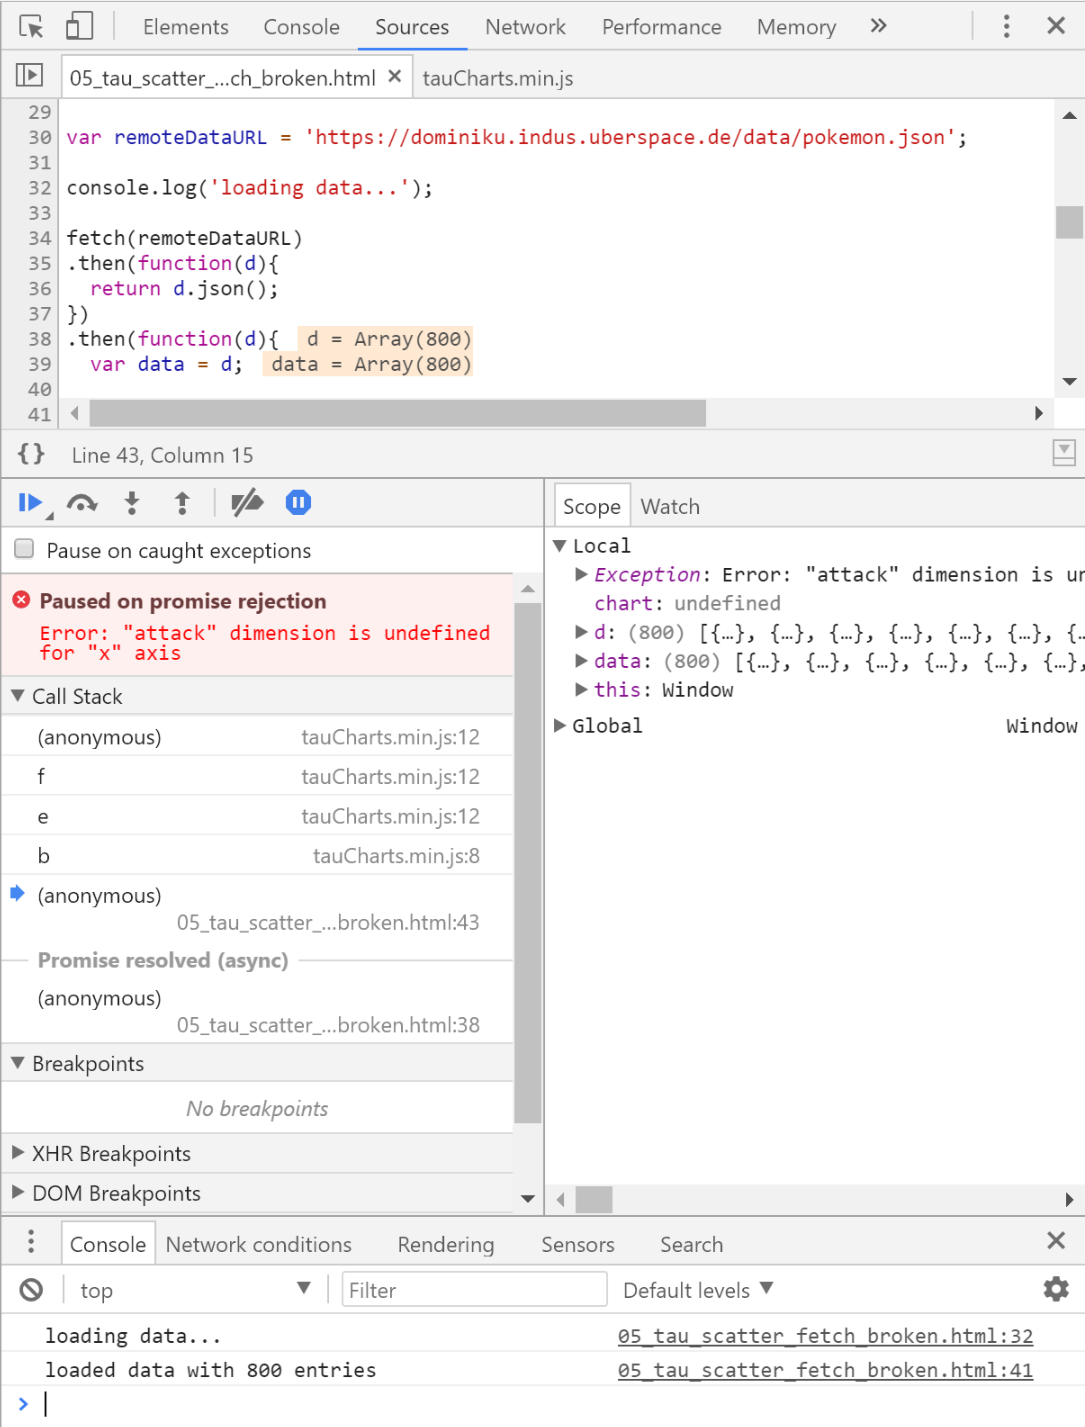 Elements Console Sources Network Performance Memory »
05_tau_scatter_...ch_broken.html × tauCharts.min.js
29
30 var remoteDataURL = 'https://dominiku.indus.uberspace.de/data/pokemon.json';
31
32 console.log('loading data...');
33
34 fetch(remoteDataURL)
35 .then(function(d){
36   return d.json();
37 })
38 .then(function(d){  d = Array(800)
39   var data = d;  data = Array(800)
40
41
{} Line 43, Column 15
Pause on caught exceptions
Paused on promise rejection
Error: "attack" dimension is undefined
for "x" axis
Call Stack
(anonymous) tauCharts.min.js:12
f tauCharts.min.js:12
e tauCharts.min.js:12
b tauCharts.min.js:8
(anonymous)
05_tau_scatter_...broken.html:43
Promise resolved (async)
(anonymous)
05_tau_scatter_...broken.html:38
Breakpoints
No breakpoints
XHR Breakpoints
DOM Breakpoints
Scope Watch
Local
Exception: Error: "attack" dimension is ur
chart: undefined
d: (800) [{…}, {…}, {…}, {…}, {…}, {…}, {…
data: (800) [{…}, {…}, {…}, {…}, {…}, {…},
this: Window
Global Window
Console Network conditions Rendering Sensors Search
top Filter Default levels
loading data... 05_tau_scatter_fetch_broken.html:32
loaded data with 800 entries 05_tau_scatter_fetch_broken.html:41
>